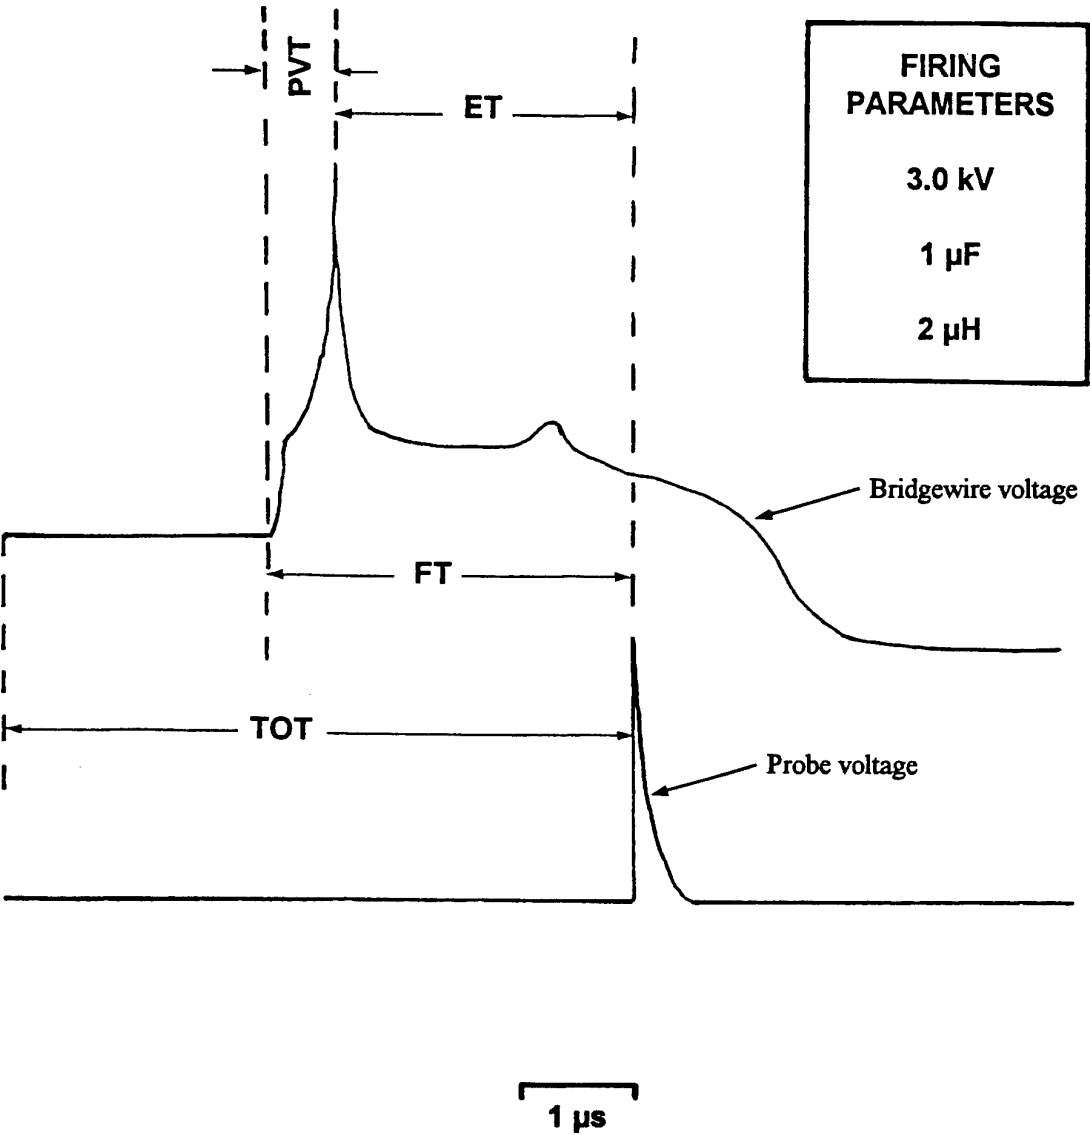 PVT
ET
FIRING
PARAMETERS
3.0 kV
1 µF
2 µH
Bridgewire voltage
FT
TOT
Probe voltage
1 µs